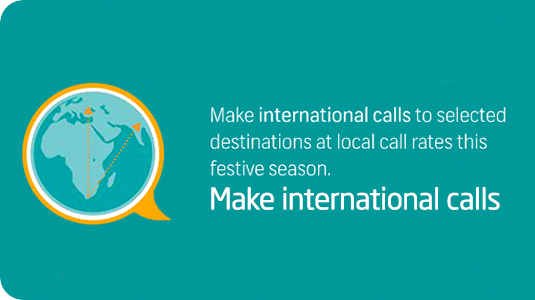 Make international calls to selected
destinations at local call rates this
festive season.
Make international calls